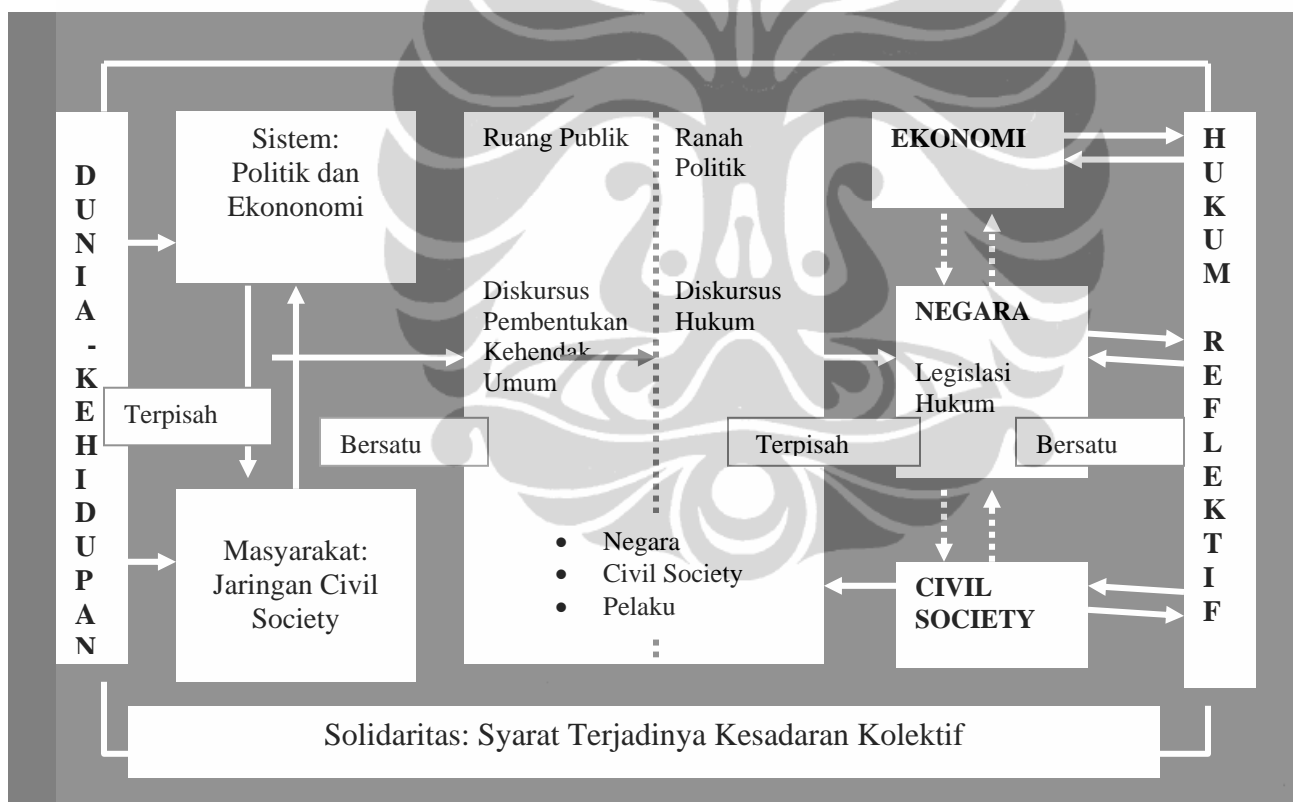 DUNIA - KEHIDUPAN
Sistem:
Politik dan
Ekononomi
Terpisah
Masyarakat:
Jaringan Civil
Society
Bersatu
Ruang Publik
Diskursus
Pembentukan
Kehendak
Umum
Ranah
Politik
Diskursus
Hukum
• Negara
• Civil Society
• Pelaku
Terpisah
EKONOMI
NEGARA
Legislasi
Hukum
Bersatu
CIVIL
SOCIETY
HUKUM REFLEKTIF
Solidaritas: Syarat Terjadinya Kesadaran Kolektif